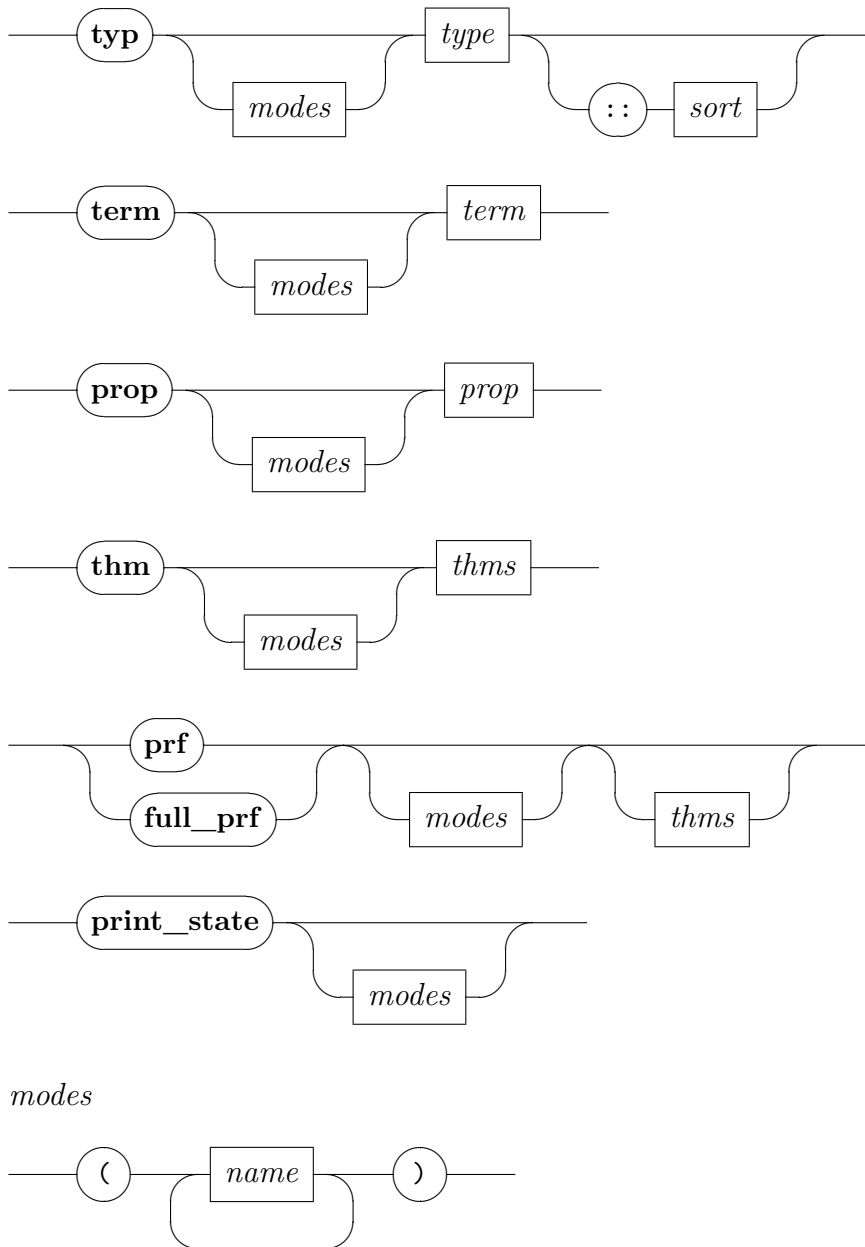 typ type
modes :: sort
term term
modes
prop prop
modes
thm thms
modes
prf
full_prf modes thms
print_state
modes
modes
( name )